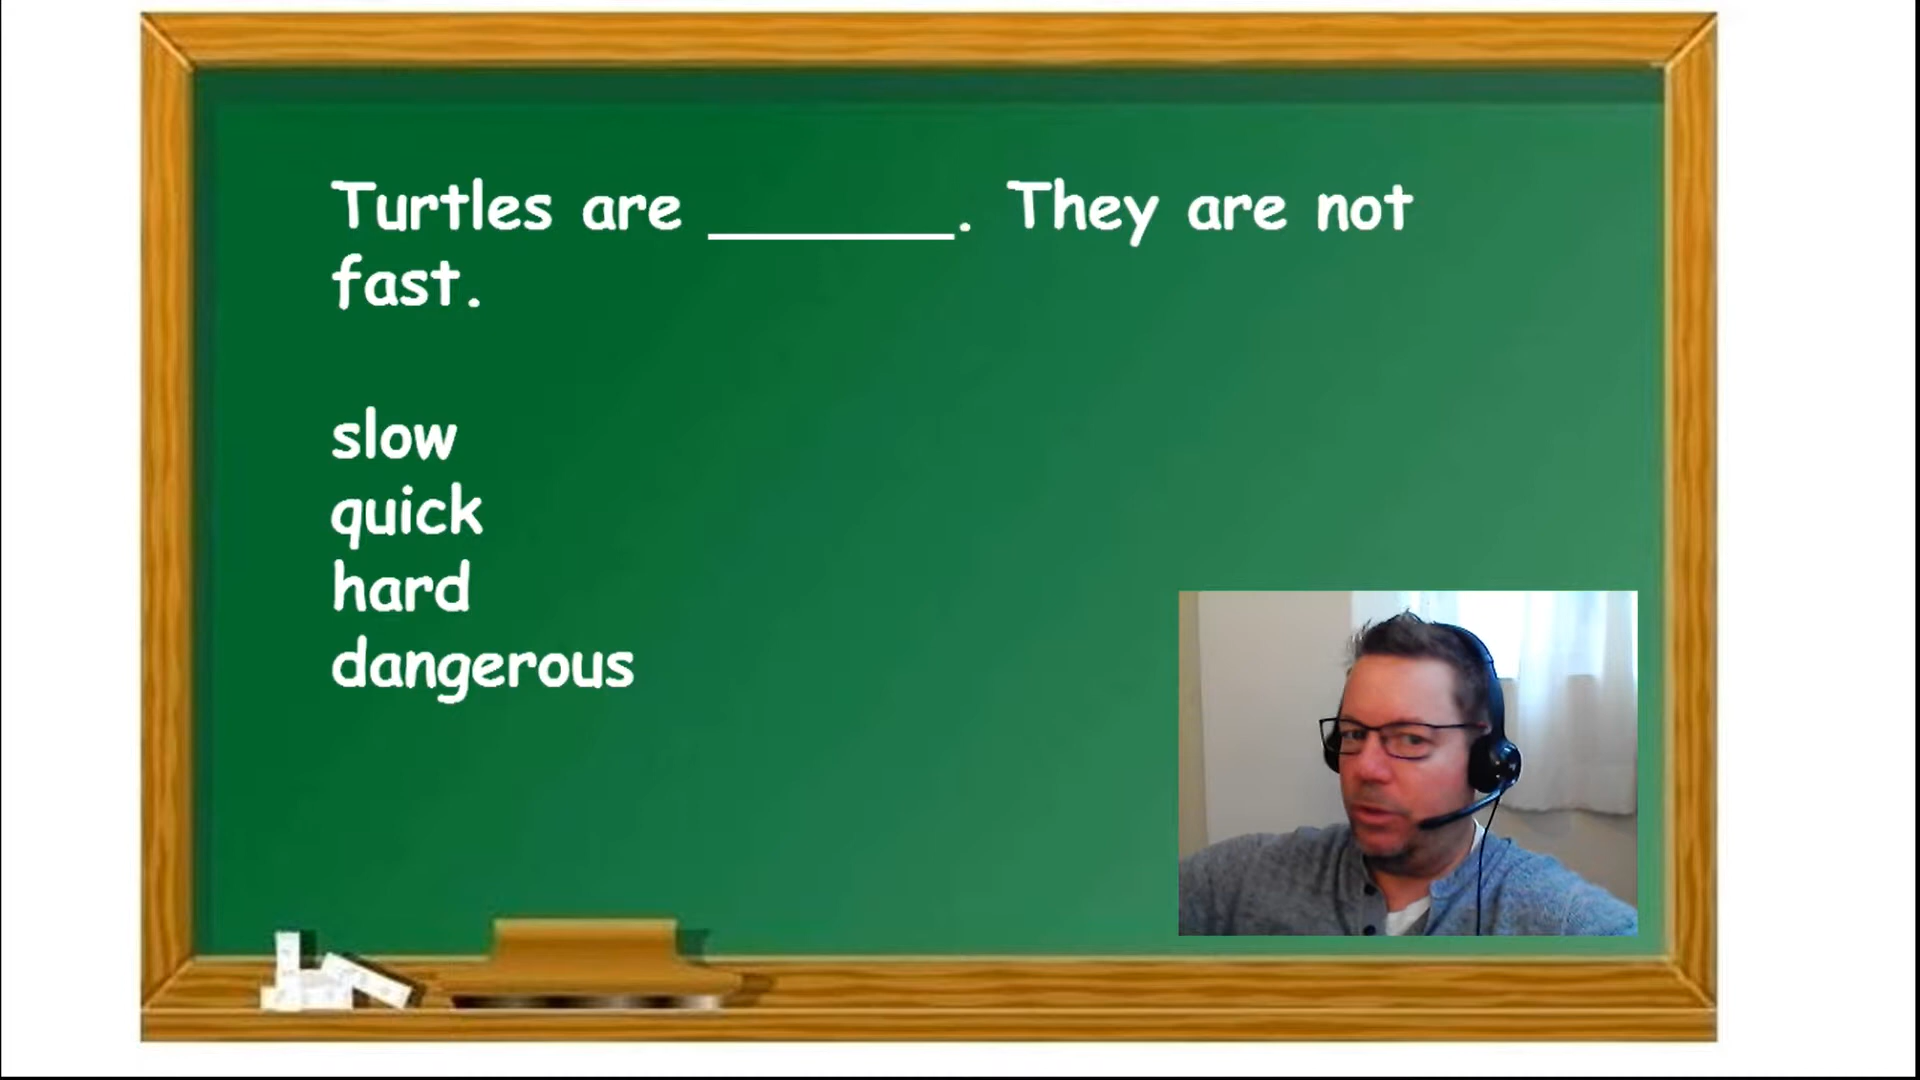 Turtles are _______. They are not
fast.
slow
quick
hard
dangerous